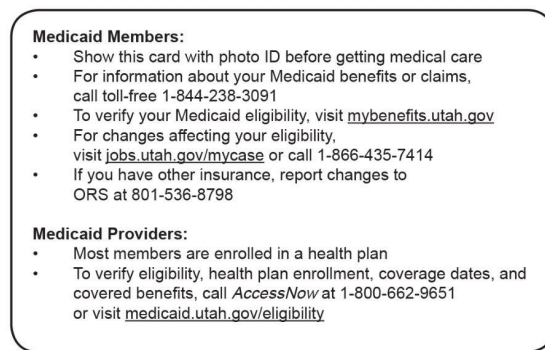 Medicaid Members:
• Show this card with photo ID before getting medical care
• For information about your Medicaid benefits or claims,
call toll-free 1-844-238-3091
• To verify your Medicaid eligibility, visit mybenefits.utah.gov
• For changes affecting your eligibility,
visit jobs.utah.gov/mycase or call 1-866-435-7414
• If you have other insurance, report changes to
ORS at 801-536-8798
Medicaid Providers:
• Most members are enrolled in a health plan
• To verify eligibility, health plan enrollment, coverage dates, and
covered benefits, call AccessNow at 1-800-662-9651
or visit medicaid.utah.gov/eligibility